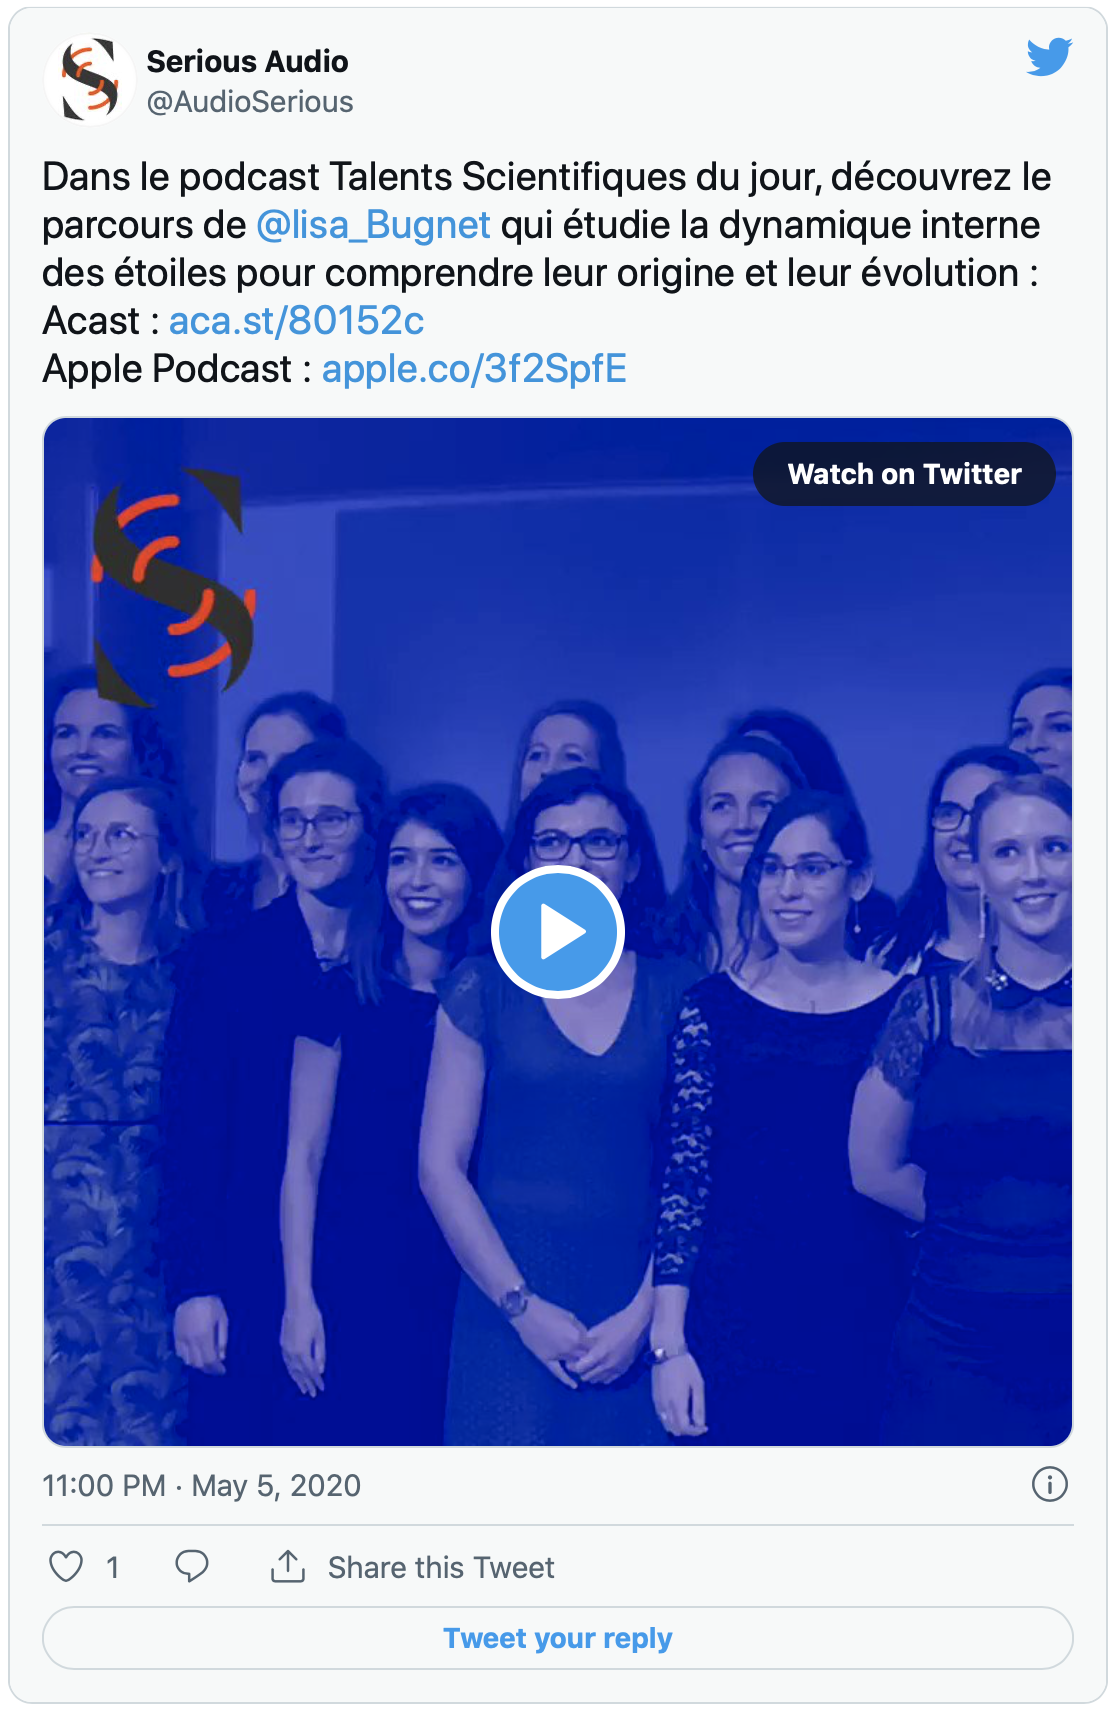 Serious Audio
@AudioSerious
Dans le podcast Talents Scientifiques du jour, découvrez le
parcours de @lisa_Bugnet qui étudie la dynamique interne
des étoiles pour comprendre leur origine et leur évolution :
Acast : aca.st/80152c
Apple Podcast : apple.co/3f2SpfE
Watch on Twitter
11:00 PM · May 5, 2020
1
Share this Tweet
Tweet your reply